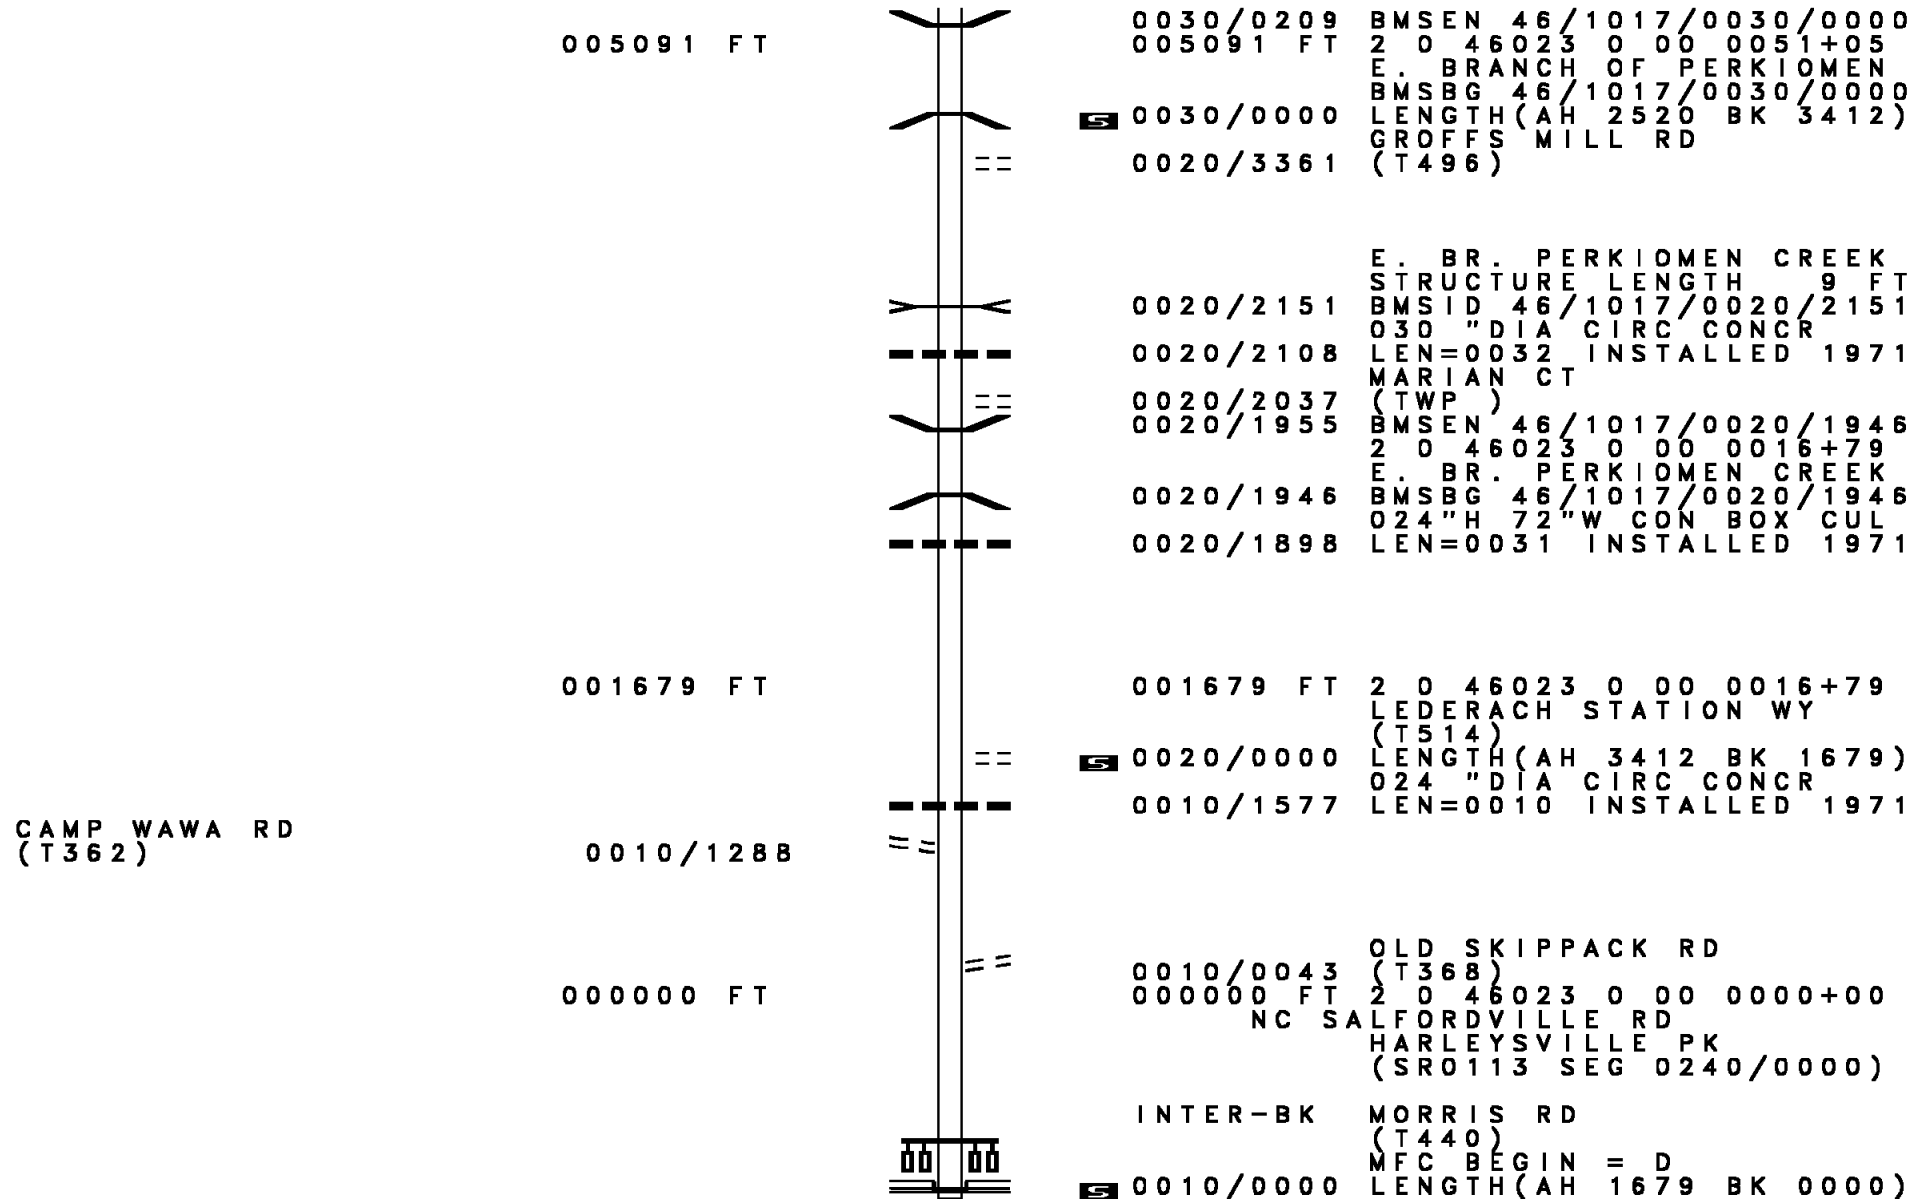 0030/0209 BMSEN 46/1017/0030/0000
005091 FT 005091 FT 2 0 46023 0 00 0051+05
E. BRANCH OF PERKIOMEN
BMSBG 46/1017/0030/0000
S 0030/0000 LENGTH(AH 2520 BK 3412)
GROFFS MILL RD
0020/3361 (T496)
E. BR. PERKIOMEN CREEK
STRUCTURE LENGTH 9 FT
0020/2151 BMSID 46/1017/0020/2151
030 "DIA CIRC CONCR
0020/2108 LEN=0032 INSTALLED 1971
MARIAN CT
0020/2037 (TWP )
0020/1955 BMSEN 46/1017/0020/1946
2 0 46023 0 00 0016+79
E. BR. PERKIOMEN CREEK
0020/1946 BMSBG 46/1017/0020/1946
024"H 72"W CON BOX CUL
0020/1898 LEN=0031 INSTALLED 1971
001679 FT 001679 FT 2 0 46023 0 00 0016+79
LEDERACH STATION WY
(T514)
S 0020/0000 LENGTH(AH 3412 BK 1679)
024 "DIA CIRC CONCR
0010/1577 LEN=0010 INSTALLED 1971
CAMP WAWA RD
(T362) 0010/1288
OLD SKIPPACK RD
0010/0043 (T368)
000000 FT 000000 FT 2 0 46023 0 00 0000+00
NC SALFORDVILLE RD
HARLEYSVILLE PK
(SR0113 SEG 0240/0000)
INTER-BK MORRIS RD
(T440)
MFC BEGIN = D
S 0010/0000 LENGTH(AH 1679 BK 0000)